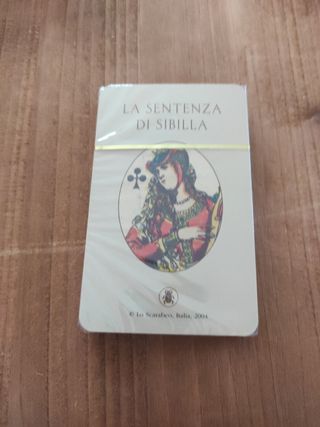 LA SENTENZA
DI SIBILLA
© Lo Scarabeo, Italia, 2004